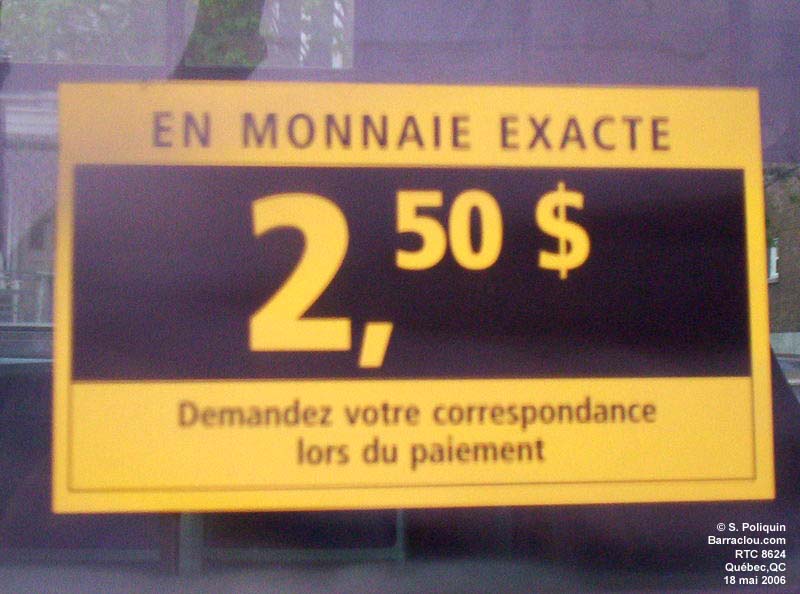 EN MONNAIE EXACTE
2,50 $
Demandez votre correspondance
lors du paiement
© S. Poliquin
Barraclou.com
RTC 8624
Québec,QC
18 mai 2006